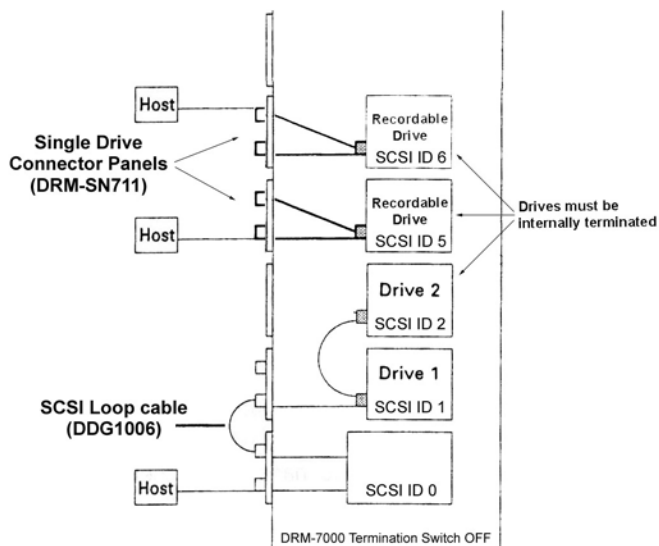 Host
Recordable
Drive
SCSI ID 6
Single Drive
Connector Panels
(DRM-SN711)
Drives must be
internally terminated
Recordable
Drive
SCSI ID 5
Host
Drive 2
SCSI ID 2
Drive 1
SCSI ID 1
SCSI Loop cable
(DDG1006)
Host
SCSI ID 0
DRM-7000 Termination Switch OFF